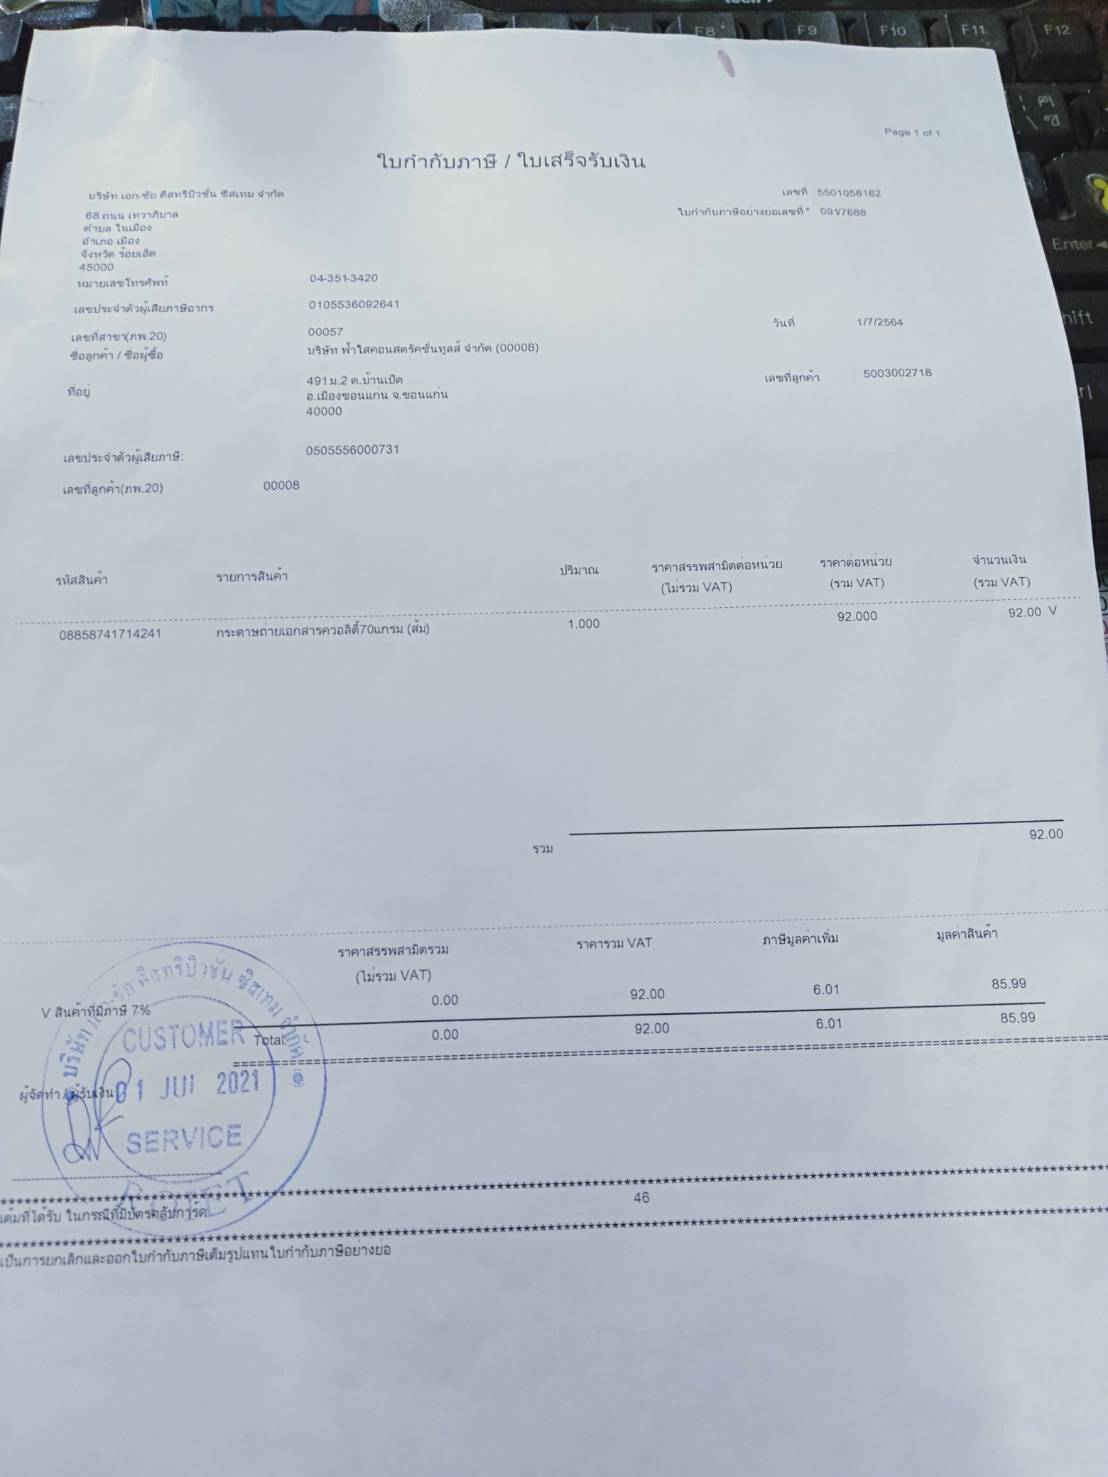 Page 1 of 1
ใบกำกับภาษี / ใบเสร็จรับเงิน
บริษัท เอก-ชัย ดีสทริบิวชั่น ซิสเทม จำกัด
เลขที่ 5501058162
68 ถนน เทวาภิบาล
ใบกำกับภาษีอย่างย่อเลขที่ * 09V7688
ตำบล ในเมือง
อำเภอ เมือง
จังหวัด ร้อยเอ็ด
45000
หมายเลขโทรศัพท์ 04-351-3420
เลขประจำตัวผู้เสียภาษีอากร 0105536092641
เลขที่สาขา(ภพ.20) 00057
วันที่ 1/7/2564
ชื่อลูกค้า / ชื่อผู้ซื้อ บริษัท ฟ้าใสคอนสตรัคชั่นทูลส์ จำกัด (00008)
ที่อยู่ 491ม.2 ต.บ้านเป็ด
เลขที่ลูกค้า 5003002718
อ.เมืองขอนแก่น จ.ขอนแก่น
40000
เลขประจำตัวผู้เสียภาษี: 0505556000731
เลขที่ลูกค้า(ภพ.20) 00008
รหัสสินค้า รายการสินค้า ปริมาณ ราคาสรรพสามิตต่อหน่วย ราคาต่อหน่วย จำนวนเงิน
(ไม่รวม VAT) (รวม VAT) (รวม VAT)
08858741714241 กระดาษถ่ายเอกสารควอลิตี้70แกรม (ส้ม) 1.000 92.000 92.00 V
รวม 92.00
ราคาสรรพสามิตรวม ราคารวม VAT ภาษีมูลค่าเพิ่ม มูลค่าสินค้า
(ไม่รวม VAT)
V สินค้าที่มีภาษี 7% 0.00 92.00 6.01 85.99
Total: 0.00 92.00 6.01 85.99
ผู้จัดทำ / ผู้รับเงิน
ดิสทริบิวชั่น ซิสเทม จำกัด
CUSTOMER
01 JUL 2021
SERVICE
แต้มที่ได้รับ ในกรณีที่มีบัตรคลับการ์ด 46
เป็นการยกเลิกและออกใบกำกับภาษีเต็มรูปแทนใบกำกับภาษีอย่างย่อ
F8
F9
F10
F11
F12
Enter